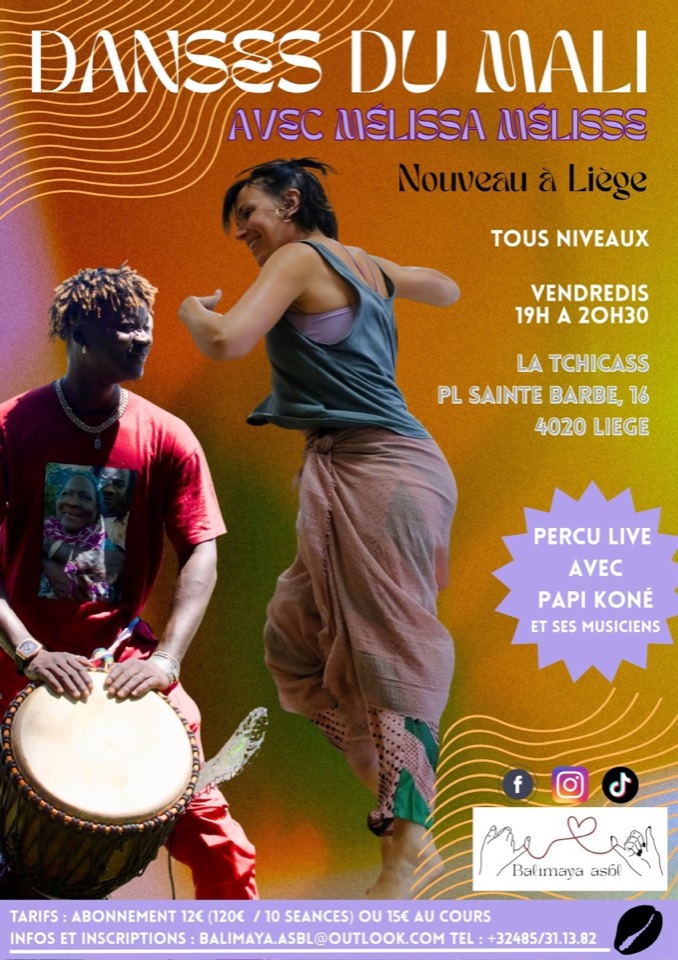 DANSES DU MALI
AVEC MÉLISSA MÉLISSE
Nouveau à Liège
TOUS NIVEAUX
VENDREDIS
19H A 20H30
LA TCHICASS
PL SAINTE BARBE, 16
4020 LIEGE
PERCU LIVE
AVEC
PAPI KONÉ
ET SES MUSICIENS
Balimaya asbl
TARIFS : ABONNEMENT 12€ (120€ / 10 SEANCES) OU 15€ AU COURS
INFOS ET INSCRIPTIONS : BALIMAYA.ASBL@OUTLOOK.COM TEL : +32485/31.13.82